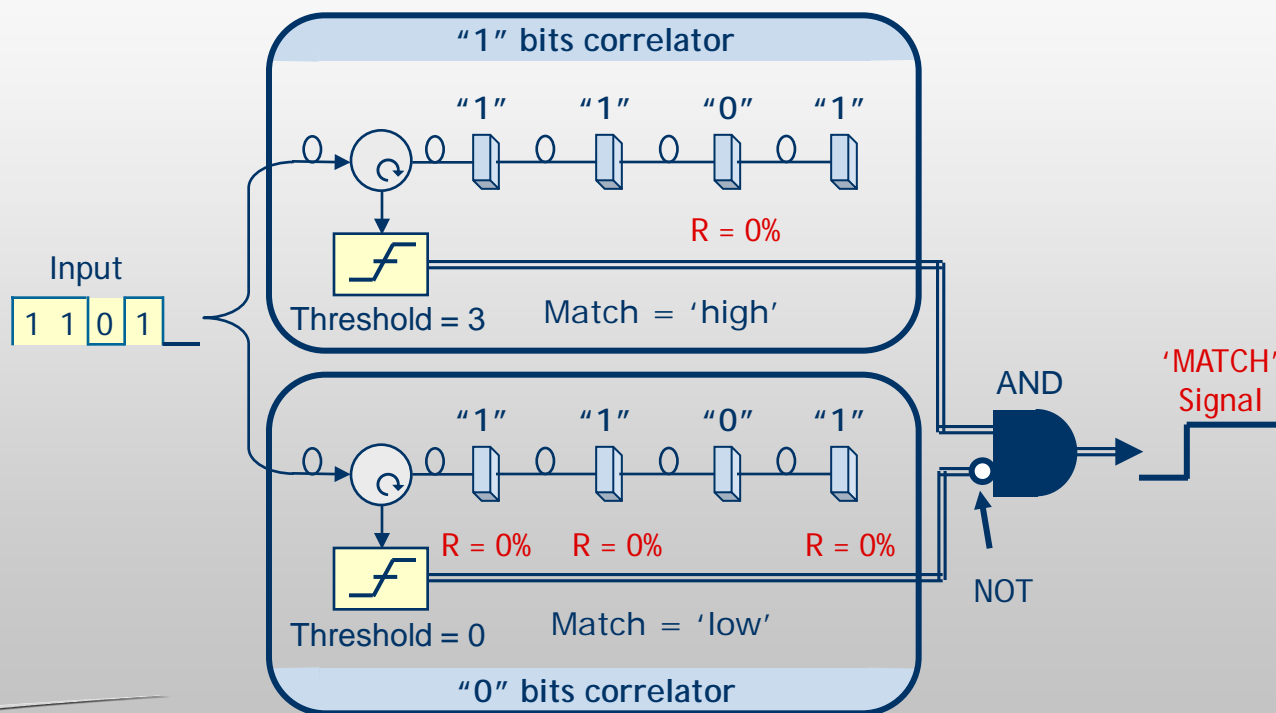 “1” bits correlator
“1” “1” “0” “1”
R = 0%
Input
1 1 0 1
Threshold = 3
Match = ‘high’
‘MATCH’
Signal
AND
“1” “1” “0” “1”
R = 0% R = 0% R = 0%
NOT
Threshold = 0
Match = ‘low’
“0” bits correlator